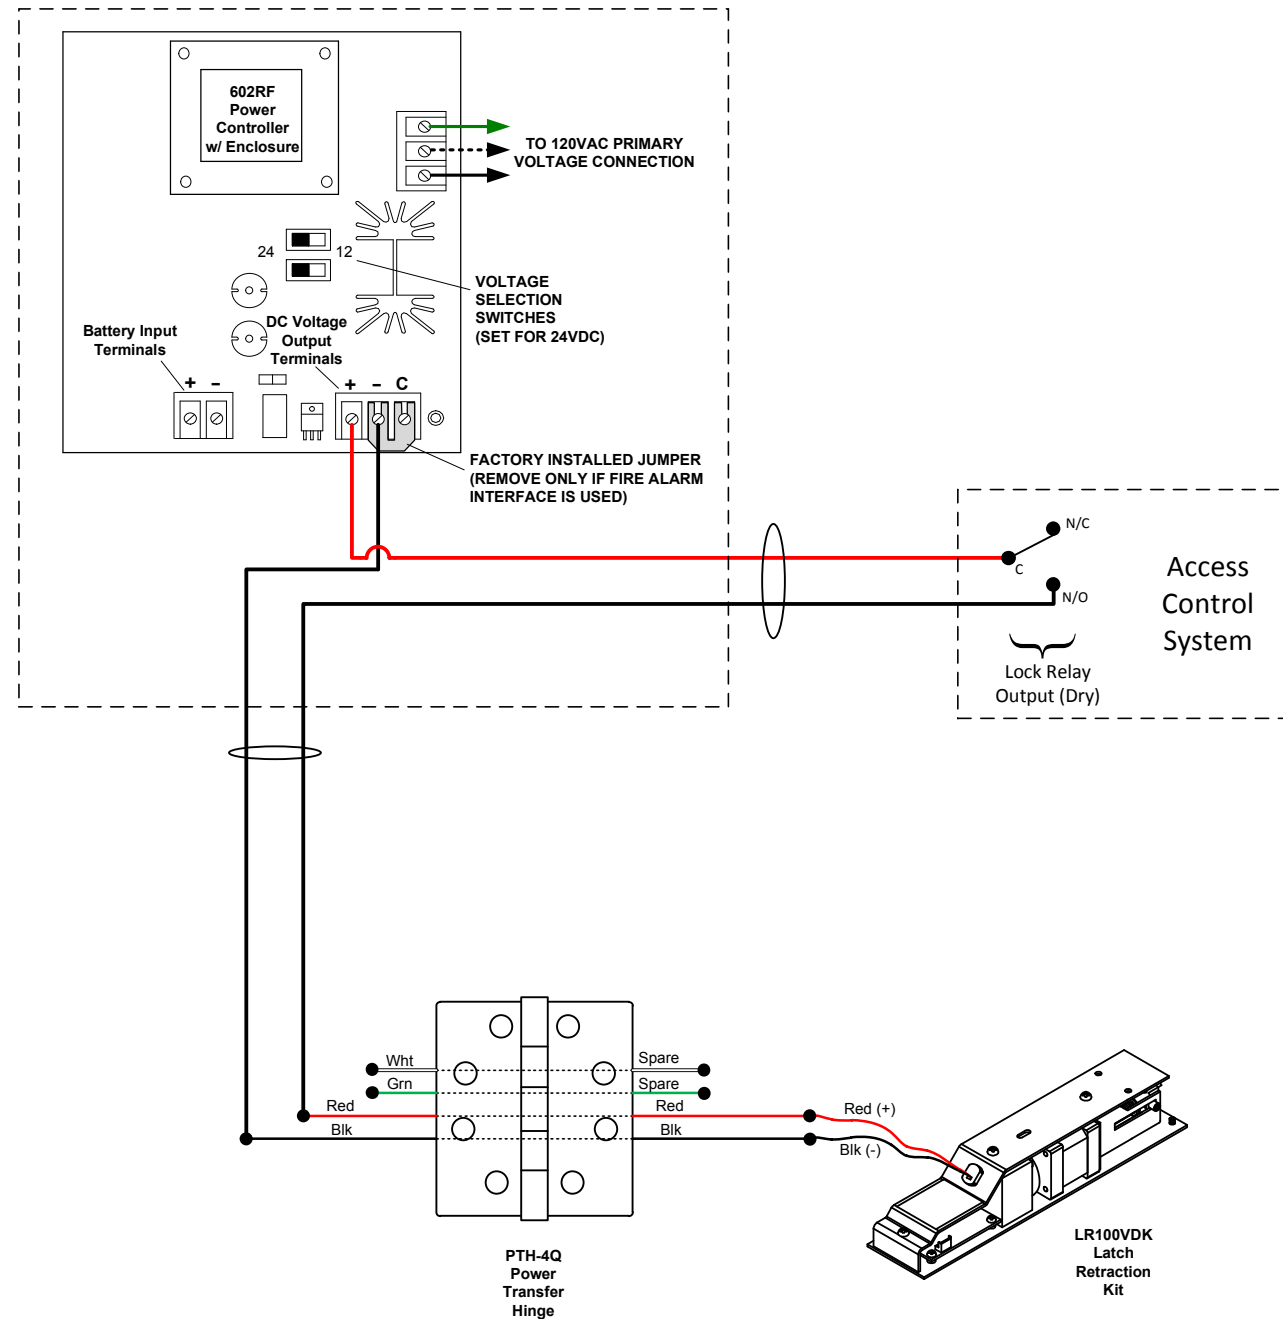 602RF
Power
Controller
w/ Enclosure
TO 120VAC PRIMARY
VOLTAGE CONNECTION
24
12
VOLTAGE
SELECTION
SWITCHES
(SET FOR 24VDC)
Battery Input
Terminals
DC Voltage
Output
Terminals
+ –
+ – C
FACTORY INSTALLED JUMPER
(REMOVE ONLY IF FIRE ALARM
INTERFACE IS USED)
N/C
C
N/O
Access
Control
System
Lock Relay
Output (Dry)
Wht
Spare
Grn
Spare
Red
Red
Red (+)
Blk
Blk
Blk (-)
PTH-4Q
Power
Transfer
Hinge
LR100VDK
Latch
Retraction
Kit